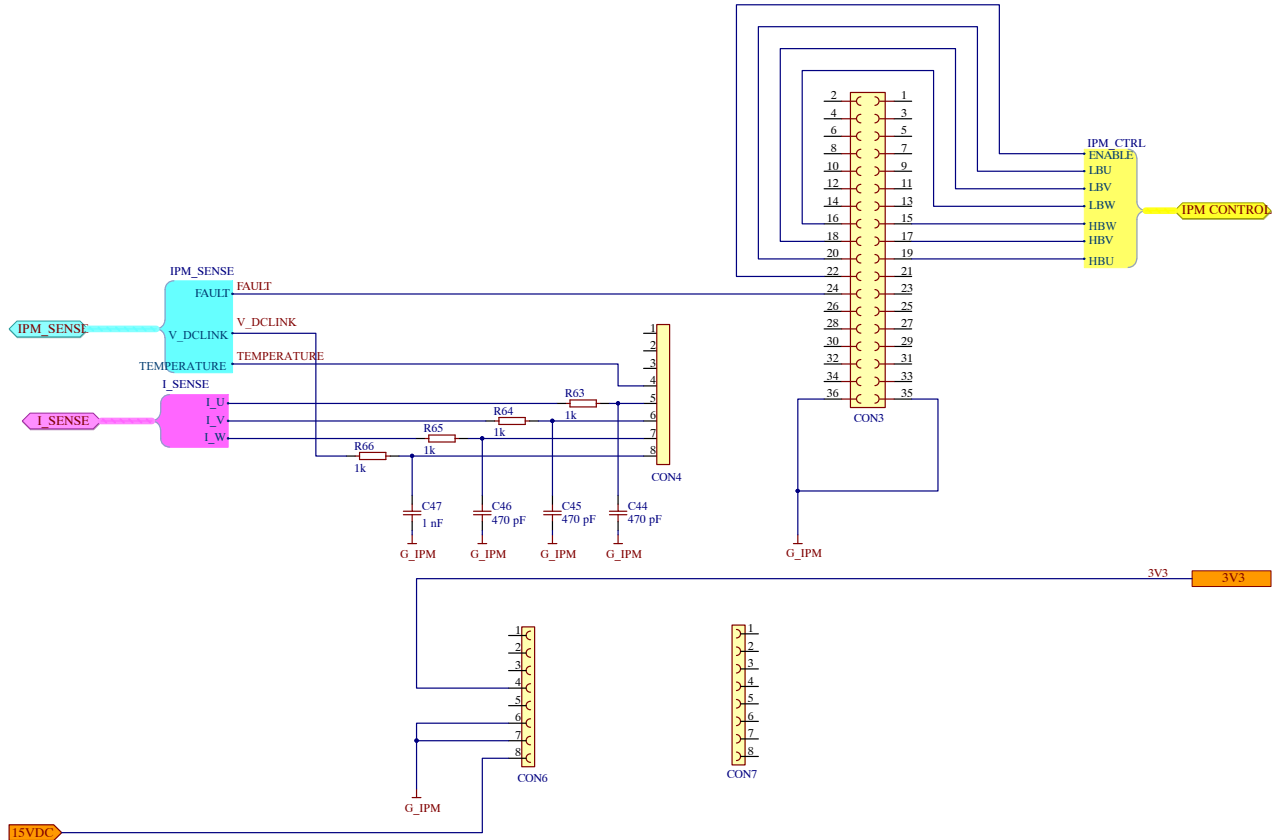 2 1
4 3
6 5
8 7
10 9
12 11
14 13
16 15
18 17
20 19
22 21
24 23
26 25
28 27
30 29
32 31
34 33
36 35
CON3
IPM_CTRL
ENABLE
LBU
LBV
LBW
HBW
HBV
HBU
IPM CONTROL
IPM_SENSE
FAULT
FAULT
V_DCLINK
V_DCLINK
TEMPERATURE
TEMPERATURE
IPM_SENSE
I_SENSE
I_U
I_V
I_W
I_SENSE
R63
1k
R64
1k
R65
1k
R66
1k
1
2
3
4
5
6
7
8
CON4
C47
1 nF
C46
470 pF
C45
470 pF
C44
470 pF
G_IPM
G_IPM
G_IPM
G_IPM
G_IPM
3V3
3V3
1
2
3
4
5
6
7
8
CON6
1
2
3
4
5
6
7
8
CON7
G_IPM
15VDC